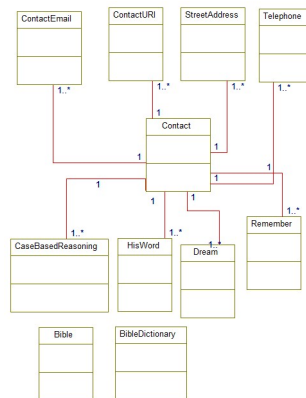 ContactEmail
ContactURI
StreetAddress
Telephone
1..*
1..*
1..*
1..*
1
Contact
1
1
1
1
1
1
1
1..*
1..*
1..*
1..*
CaseBasedReasoning
HisWord
Dream
Remember
Bible
BibleDictionary